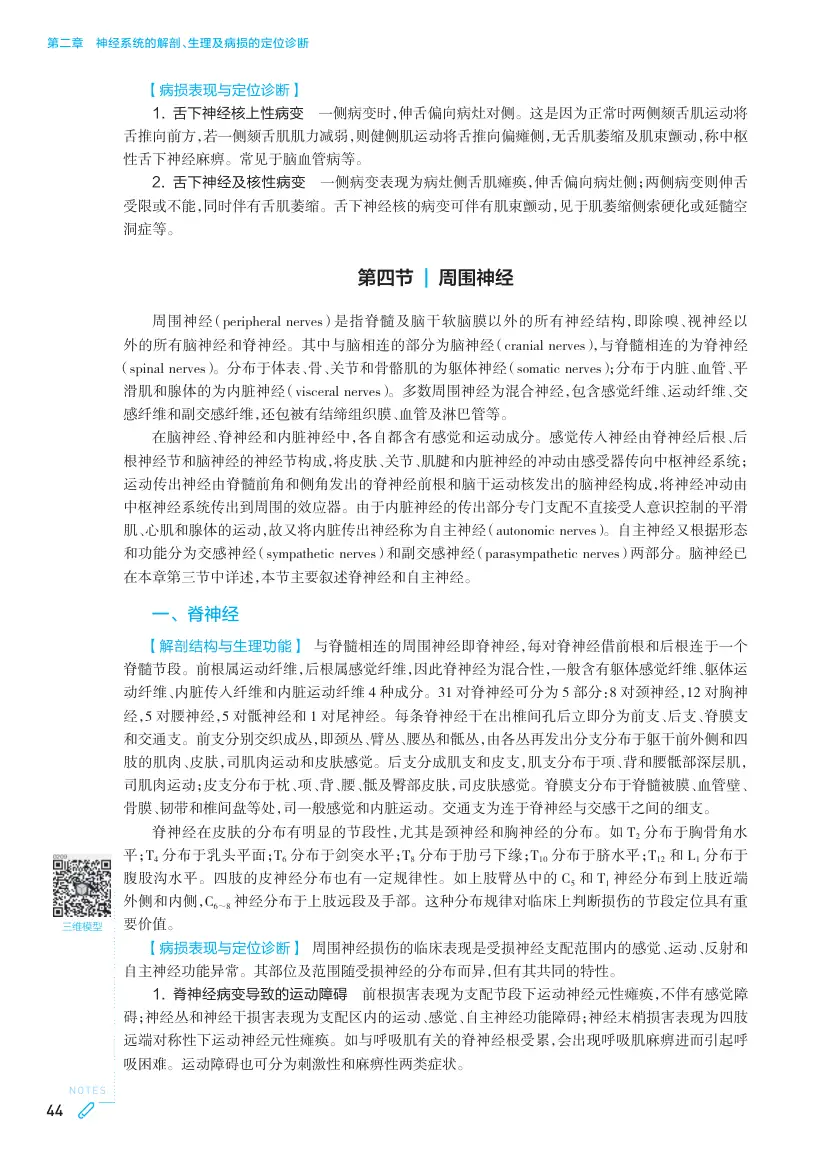 第二章 神经系统的解剖、生理及病损的定位诊断
【病损表现与定位诊断】
1. 舌下神经核上性病变 一侧病变时,伸舌偏向病灶对侧。这是因为正常时两侧颏舌肌运动将
舌推向前方,若一侧颏舌肌肌力减弱,则健侧肌运动将舌推向偏瘫侧,无舌肌萎缩及肌束颤动,称中枢
性舌下神经麻痹。常见于脑血管病等。
2. 舌下神经及核性病变 一侧病变表现为病灶侧舌肌瘫痪,伸舌偏向病灶侧;两侧病变则伸舌
受限或不能,同时伴有舌肌萎缩。舌下神经核的病变可伴有肌束颤动,见于肌萎缩侧索硬化或延髓空
洞症等。
第四节 | 周围神经
周围神经(peripheral nerves)是指脊髓及脑干软脑膜以外的所有神经结构,即除嗅、视神经以
外的所有脑神经和脊神经。其中与脑相连的部分为脑神经(cranial nerves),与脊髓相连的为脊神经
(spinal nerves)。分布于体表、骨、关节和骨骼肌的为躯体神经(somatic nerves);分布于内脏、血管、平
滑肌和腺体的为内脏神经(visceral nerves)。多数周围神经为混合神经,包含感觉纤维、运动纤维、交
感纤维和副交感纤维,还包被有结缔组织膜、血管及淋巴管等。
在脑神经、脊神经和内脏神经中,各自都含有感觉和运动成分。感觉传入神经由脊神经后根、后
根神经节和脑神经的神经节构成,将皮肤、关节、肌腱和内脏神经的冲动由感受器传向中枢神经系统;
运动传出神经由脊髓前角和侧角发出的脊神经前根和脑干运动核发出的脑神经构成,将神经冲动由
中枢神经系统传出到周围的效应器。由于内脏神经的传出部分专门支配不直接受人意识控制的平滑
肌、心肌和腺体的运动,故又将内脏传出神经称为自主神经(autonomic nerves)。自主神经又根据形态
和功能分为交感神经(sympathetic nerves)和副交感神经(parasympathetic nerves)两部分。脑神经已
在本章第三节中详述,本节主要叙述脊神经和自主神经。
一、脊神经
【解剖结构与生理功能】 与脊髓相连的周围神经即脊神经,每对脊神经借前根和后根连于一个
脊髓节段。前根属运动纤维,后根属感觉纤维,因此脊神经为混合性,一般含有躯体感觉纤维、躯体运
动纤维、内脏传入纤维和内脏运动纤维4种成分。31对脊神经可分为5部分:8对颈神经,12对胸神
经,5对腰神经,5对骶神经和1对尾神经。每条脊神经干在出椎间孔后立即分为前支、后支、脊膜支
和交通支。前支分别交织成丛,即颈丛、臂丛、腰丛和骶丛,由各丛再发出分支分布于躯干前外侧和四
肢的肌肉、皮肤,司肌肉运动和皮肤感觉。后支分成肌支和皮支,肌支分布于项、背和腰骶部深层肌,
司肌肉运动;皮支分布于枕、项、背、腰、骶及臀部皮肤,司皮肤感觉。脊膜支分布于脊髓被膜、血管壁、
骨膜、韧带和椎间盘等处,司一般感觉和内脏运动。交通支为连于脊神经与交感干之间的细支。
脊神经在皮肤的分布有明显的节段性,尤其是颈神经和胸神经的分布。如T₂分布于胸骨角水
平;T₄分布于乳头平面;T₆分布于剑突水平;T₈分布于肋弓下缘;T₁₀分布于脐水平;T₁₂和L₁分布于
腹股沟水平。四肢的皮神经分布也有一定规律性。如上肢臂丛中的C₅和T₁神经分布到上肢近端
外侧和内侧,C₆~₈神经分布于上肢远段及手部。这种分布规律对临床上判断损伤的节段定位具有重
要价值。
三维模型
【病损表现与定位诊断】 周围神经损伤的临床表现是受损神经支配范围内的感觉、运动、反射和
自主神经功能异常。其部位及范围随受损神经的分布而异,但有其共同的特性。
1. 脊神经病变导致的运动障碍 前根损害表现为支配节段下运动神经元性瘫痪,不伴有感觉障
碍;神经丛和神经干损害表现为支配区内的运动、感觉、自主神经功能障碍;神经末梢损害表现为四肢
远端对称性下运动神经元性瘫痪。如与呼吸肌有关的脊神经根受累,会出现呼吸肌麻痹进而引起呼
吸困难。运动障碍也可分为刺激性和麻痹性两类症状。
NOTES
44